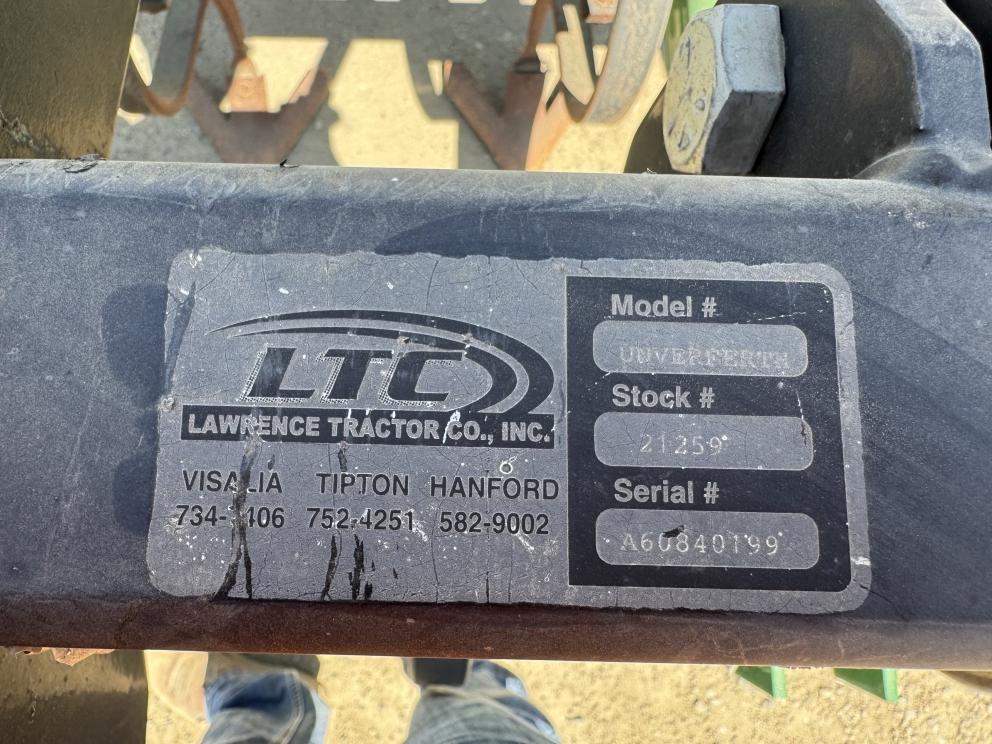 LTC
LAWRENCE TRACTOR CO., INC.
VISALIA TIPTON HANFORD
752-4251 582-9002
Model #
UNVERFERTH
Stock #
21259
Serial #
A60840199